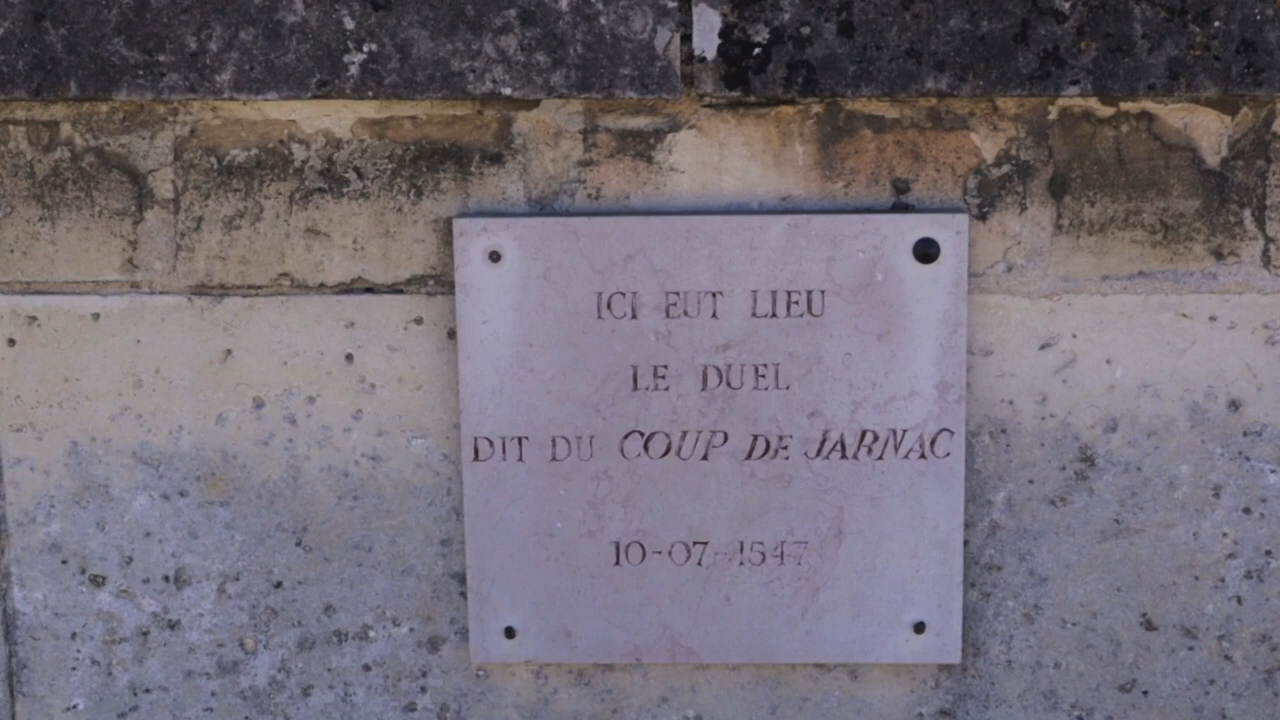 ICI EUT LIEU
LE DUEL
DIT DU COUP DE JARNAC
10-07-1547